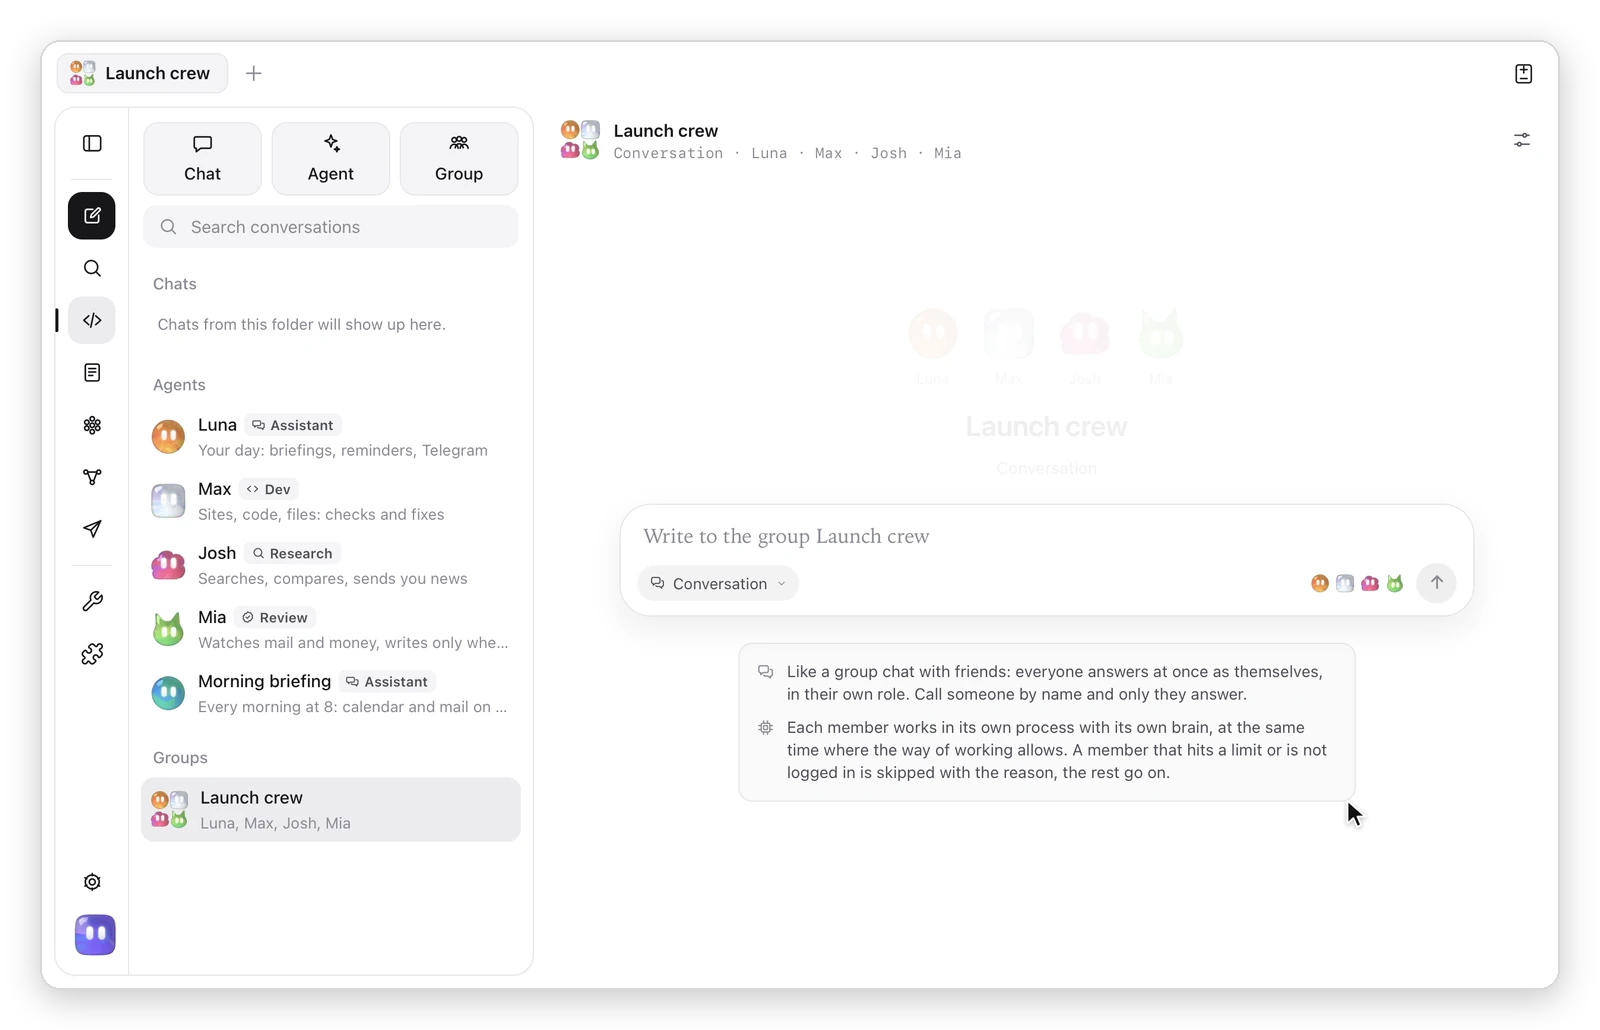 Launch crew
Chat
Agent
Group
Search conversations
Chats
Chats from this folder will show up here.
Agents
Luna
Assistant
Your day: briefings, reminders, Telegram
Max
Dev
Sites, code, files: checks and fixes
Josh
Research
Searches, compares, sends you news
Mia
Review
Watches mail and money, writes only whe...
Morning briefing
Assistant
Every morning at 8: calendar and mail on ...
Groups
Launch crew
Luna, Max, Josh, Mia
Launch crew
Conversation · Luna · Max · Josh · Mia
Luna
Max
Josh
Mia
Launch crew
Conversation
Write to the group Launch crew
Conversation
Like a group chat with friends: everyone answers at once as themselves,
in their own role. Call someone by name and only they answer.
Each member works in its own process with its own brain, at the same
time where the way of working allows. A member that hits a limit or is not
logged in is skipped with the reason, the rest go on.